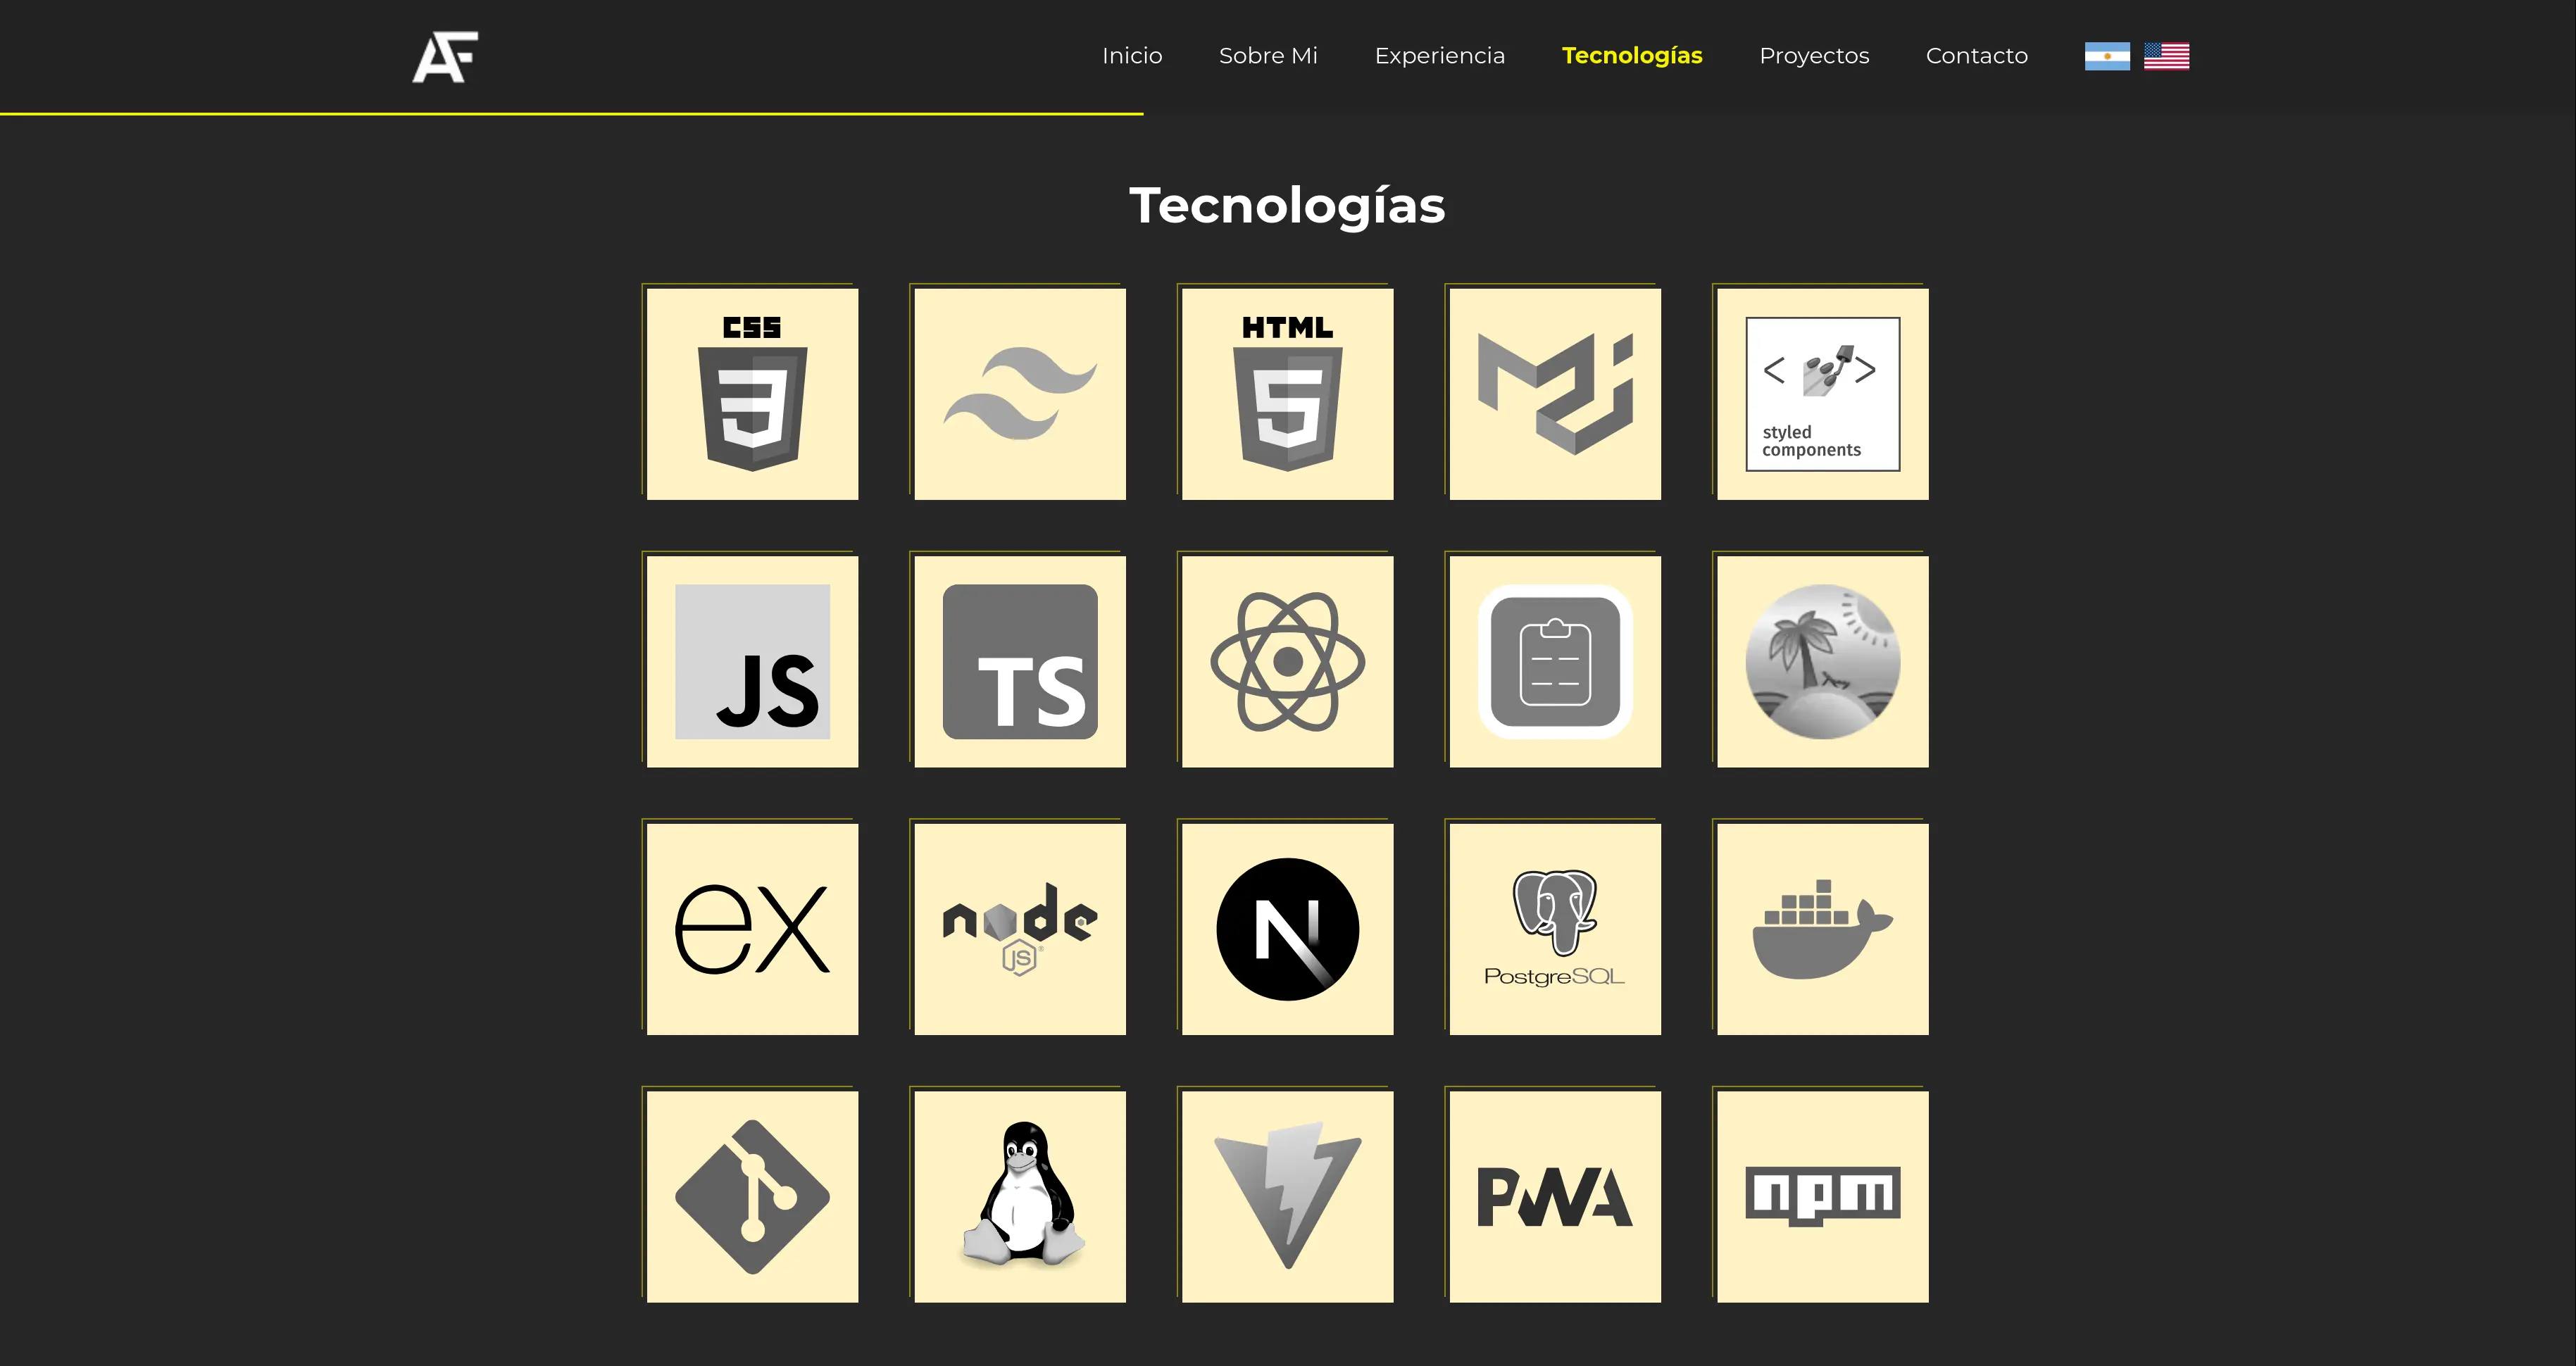 AF
Inicio Sobre Mi Experiencia Tecnologías Proyectos Contacto
Tecnologías
CSS
3
HTML
5
< >
styled
components
JS
TS
ex
node
JS ®
N
PostgreSQL
PWA
npm